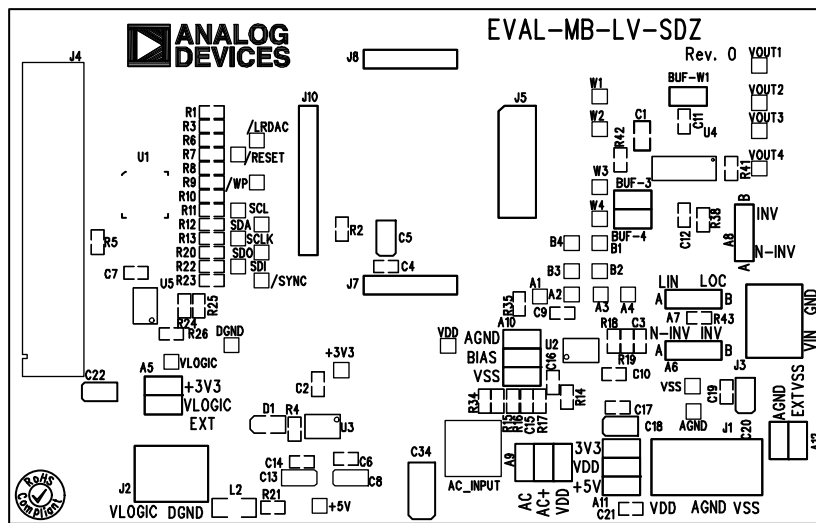 ANALOG
DEVICES
EVAL-MB-LV-SDZ
Rev. 0
VOUT1
J4
J8
W1
BUF-W1
VOUT2
J10
J5
R1
R3
R6
R7
R8
R9
R10
R11
R12
R13
R20
R22
R23
/LRDAC
/RESET
/WP
SCL
SDA
SCLK
SDO
SDI
/SYNC
U1
W2
C1
C11
U4
VOUT3
R42
VOUT4
R41
W3
BUF-3
W4
BUF-4
C12
R38
B
A8
INV
N-INV
A
R5
R2
C5
B4
B1
C7
C4
B3
B2
U5
J7
A1
A2
A3
A4
LIN
LOC
A
B
A7
R43
GND
VIN
R24
R25
R26
R35
C9
A10
AGND
BIAS
VSS
U2
R18
C3
R19
N-INV
INV
A
B
A6
J3
DGND
VDD
VLOGIC
+3V3
C22
A5
+3V3
VLOGIC
EXT
C2
C16
C10
VSS
C19
AGND
EXTVSS
R34
R15
R16
C15
R17
R14
C17
AGND
C20
A12
D1
R4
U3
C18
J1
C34
AC_INPUT
A9
AC
AC+
VDD
3V3
VDD
+5V
A11
C14
C13
C6
C8
RoHS
Compliant
J2
L2
R21
+5V
C21
VLOGIC
DGND
VDD
AGND
VSS